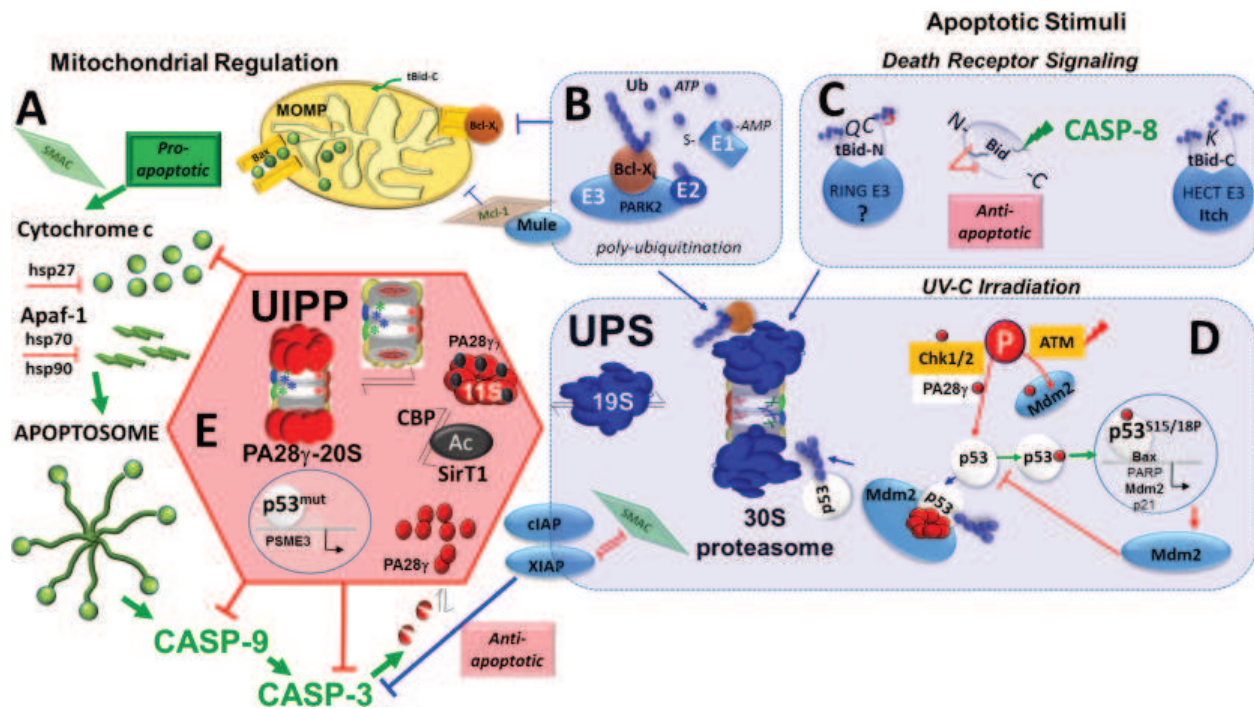 Apoptotic Stimuli
Mitochondrial Regulation
Death Receptor Signaling
A
SMAC
Pro-
apoptotic
MOMP
tBid-C
Bax
Bcl-XL
Mcl-1
Mule
B
Ub
ATP
S-
-AMP
E1
Bcl-XL
E3
E2
PARK2
poly-ubiquitination
C
QC
tBid-N
RING E3
?
N-
Bid
-C
CASP-8
Anti-
apoptotic
K
tBid-C
HECT E3
Itch
Cytochrome c
hsp27
Apaf-1
hsp70
hsp90
APOPTOSOME
CASP-9
CASP-3
UIPP
E
PA28γ-20S
PA28γ7
11S
CBP
Ac
SirT1
p53mut
PSME3
PA28γ
cIAP
XIAP
SMAC
Anti-
apoptotic
UV-C Irradiation
UPS
19S
30S
proteasome
p53
D
P
ATM
Chk1/2
PA28γ
Mdm2
p53
p53
p53S15/18P
Bax
PARP
Mdm2
p21
Mdm2
p53
Mdm2